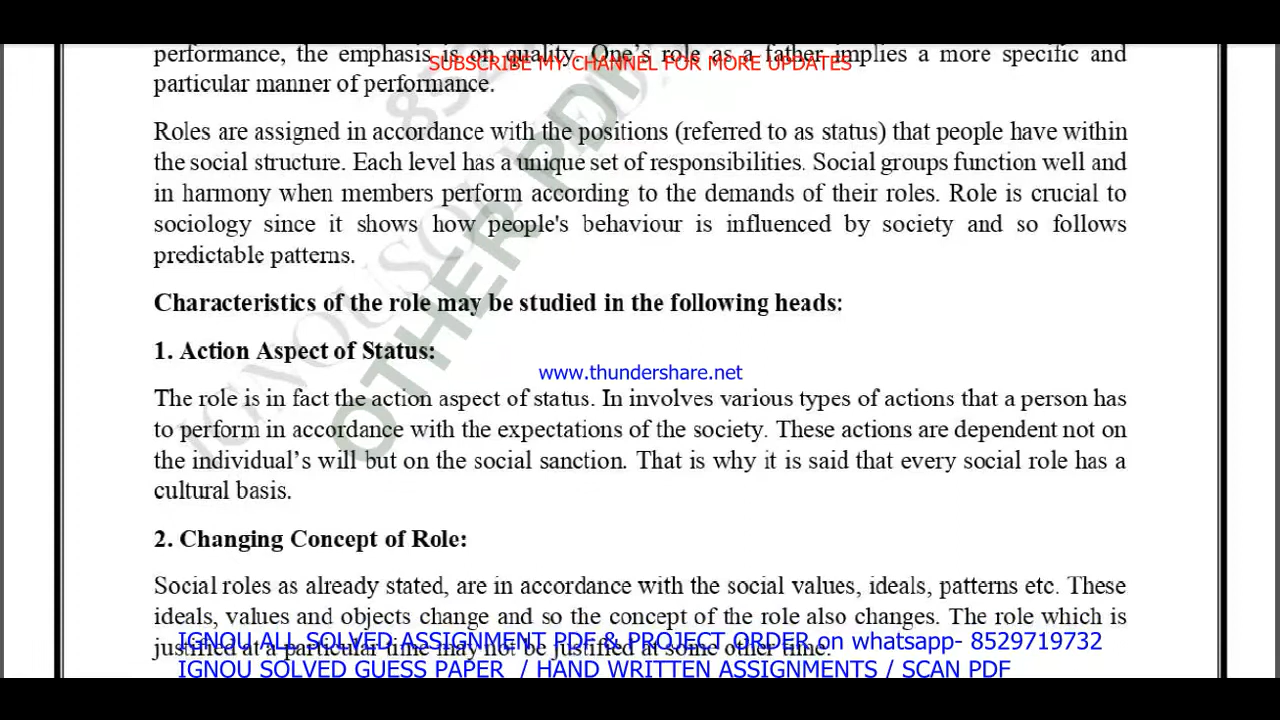 performance, the emphasis is on quality. One's role as a father implies a more specific and
SUBSCRIBE MY CHANNEL FOR MORE UPDATES
particular manner of performance.
Roles are assigned in accordance with the positions (referred to as status) that people have within
the social structure. Each level has a unique set of responsibilities. Social groups function well and
in harmony when members perform according to the demands of their roles. Role is crucial to
sociology since it shows how people's behaviour is influenced by society and so follows
predictable patterns.
Characteristics of the role may be studied in the following heads:
1. Action Aspect of Status:
www.thundershare.net
The role is in fact the action aspect of status. In involves various types of actions that a person has
to perform in accordance with the expectations of the society. These actions are dependent not on
the individual's will but on the social sanction. That is why it is said that every social role has a
cultural basis.
2. Changing Concept of Role:
Social roles as already stated, are in accordance with the social values, ideals, patterns etc. These
ideals, values and objects change and so the concept of the role also changes. The role which is
justified at a particular time may not be justified at some other time.
IGNOU ALL SOLVED ASSIGNMENT PDF & PROJECT ORDER on whatsapp- 8529719732
IGNOU SOLVED GUESS PAPER / HAND WRITTEN ASSIGNMENTS / SCAN PDF
OTHER PDF